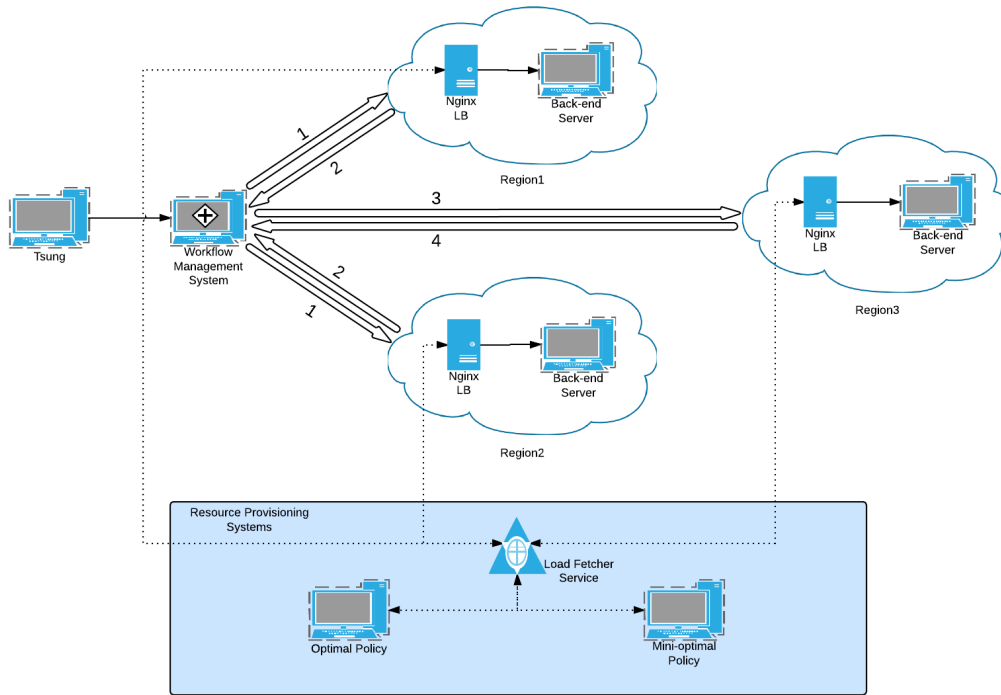 Nginx
LB
Back-end
Server
Region1
1
2
Tsung
Workflow
Management
System
3
4
Nginx
LB
Back-end
Server
Region3
2
1
Nginx
LB
Back-end
Server
Region2
Resource Provisioning
Systems
Load Fetcher
Service
Optimal Policy
Mini-optimal
Policy